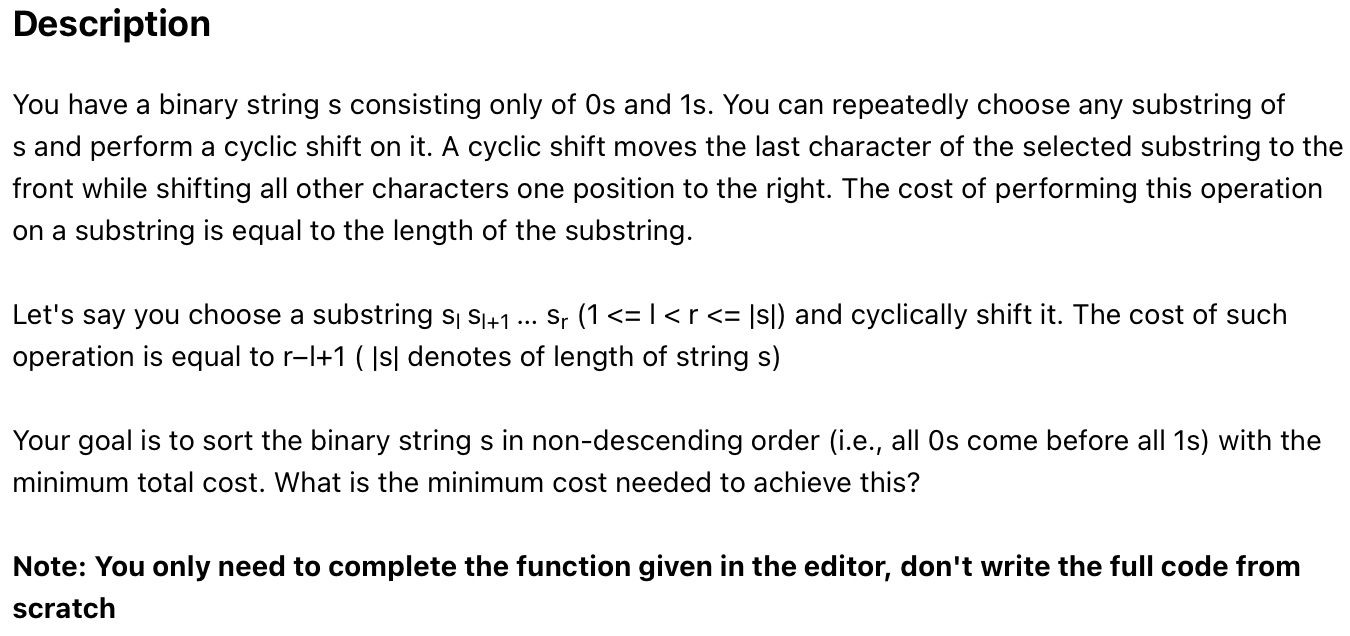 Description
You have a binary string s consisting only of 0s and 1s. You can repeatedly choose any substring of
s and perform a cyclic shift on it. A cyclic shift moves the last character of the selected substring to the
front while shifting all other characters one position to the right. The cost of performing this operation
on a substring is equal to the length of the substring.
Let's say you choose a substring sₗ sₗ₊₁ ... sᵣ (1 <= l < r <= |s|) and cyclically shift it. The cost of such
operation is equal to r–l+1 ( |s| denotes of length of string s)
Your goal is to sort the binary string s in non-descending order (i.e., all 0s come before all 1s) with the
minimum total cost. What is the minimum cost needed to achieve this?
Note: You only need to complete the function given in the editor, don't write the full code from
scratch